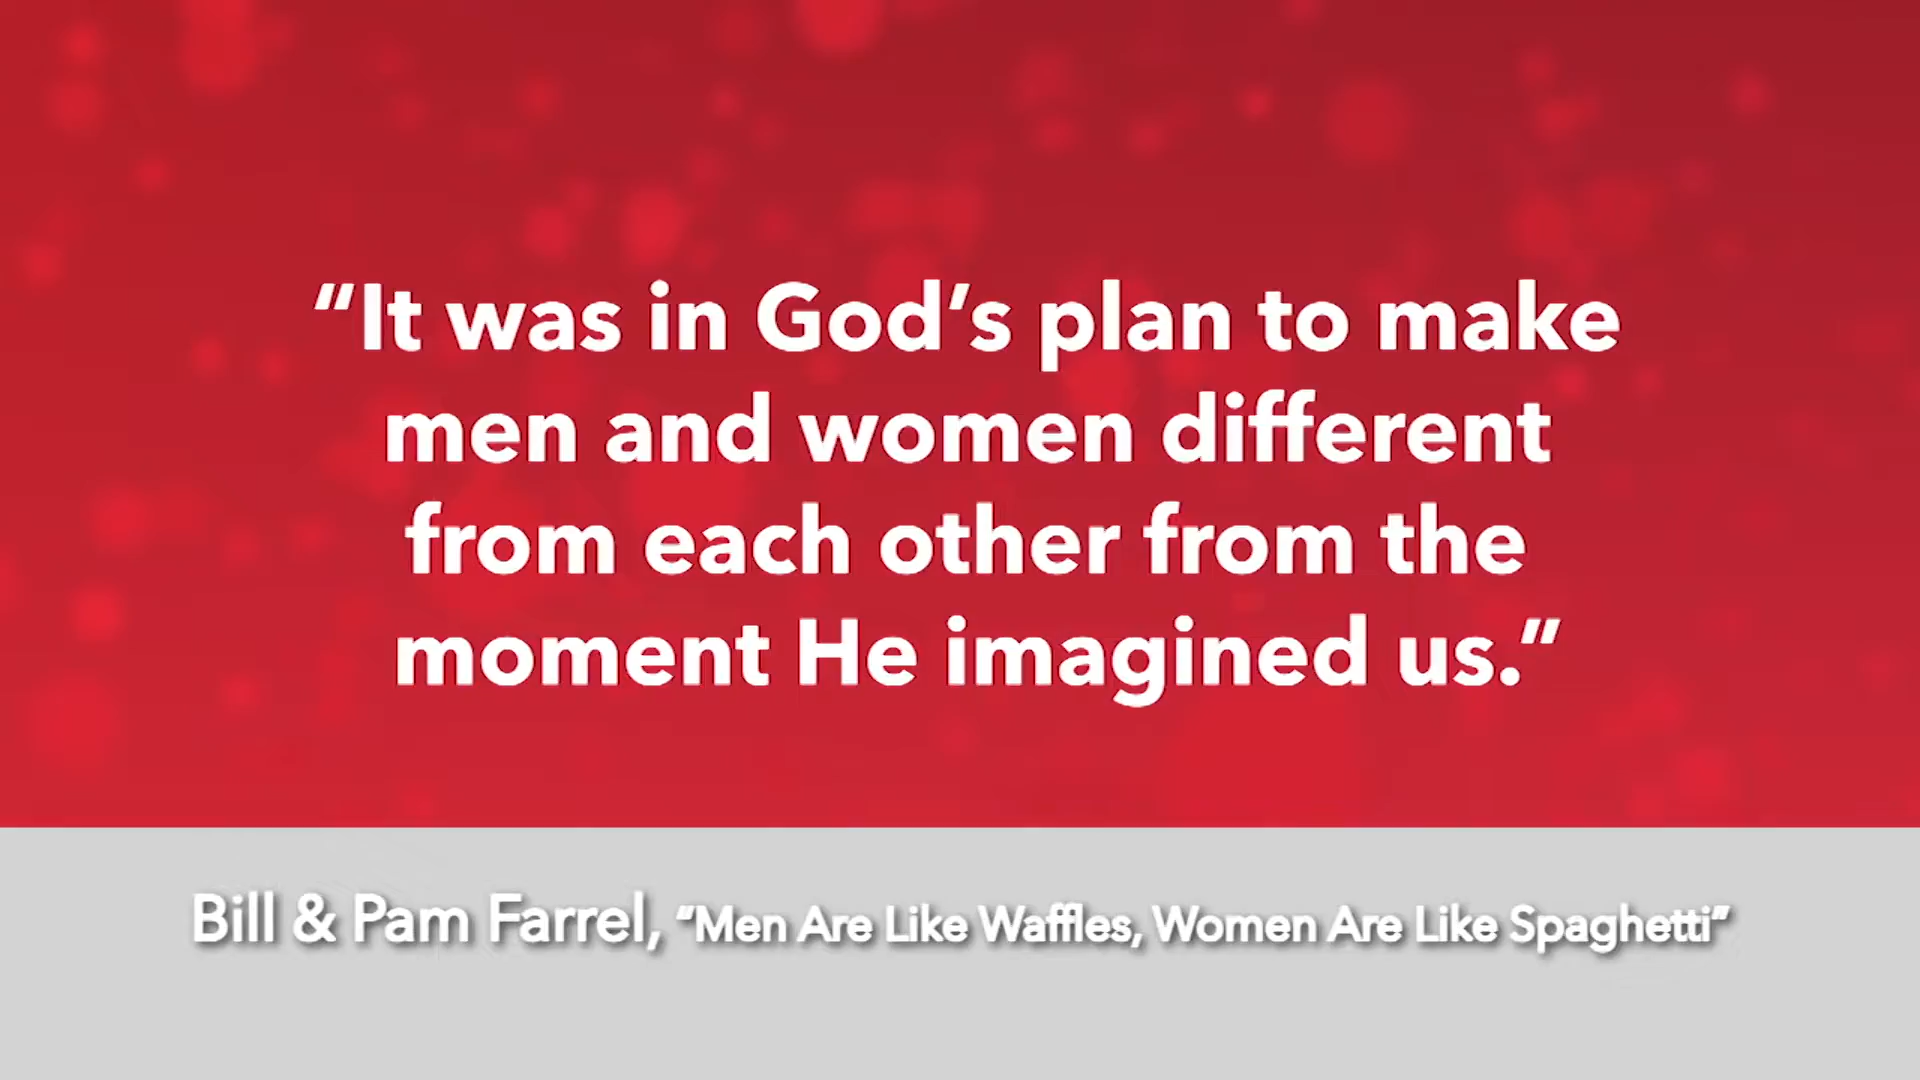 “It was in God’s plan to make
men and women different
from each other from the
moment He imagined us.”
Bill & Pam Farrel, “Men Are Like Waffles, Women Are Like Spaghetti”